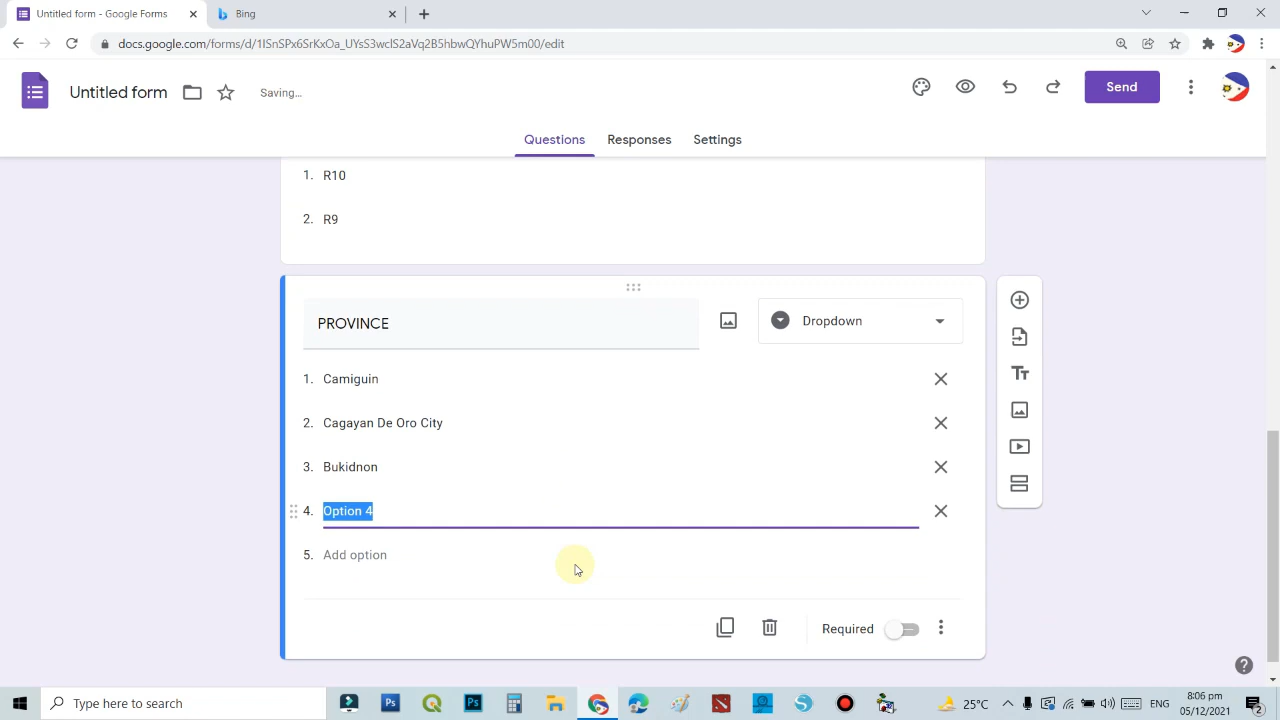 Untitled form - Google Forms
Bing
docs.google.com/forms/d/1ISnSPx6SrKxOa_UYsS3wclS2aVq2B5hbwQYhuPW5m00/edit
Untitled form
Saving...
Send
Questions
Responses
Settings
1. R10
2. R9
PROVINCE
Dropdown
1. Camiguin
2. Cagayan De Oro City
3. Bukidnon
4. Option 4
5. Add option
Required
Type here to search
25°C
ENG
8:06 pm
05/12/2021
2